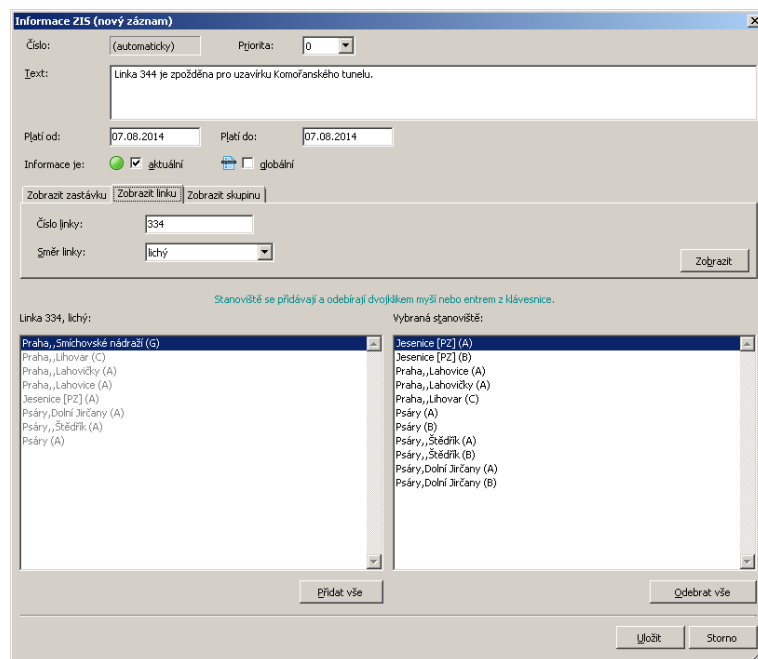 Informace ZIS (nový záznam)
Číslo: (automaticky) Priorita: 0
Text: Linka 344 je zpožděna pro uzavírku Komořanského tunelu.
Platí od: 07.08.2014 Platí do: 07.08.2014
Informace je: aktuální globální
Zobrazit zastávku Zobrazit linku Zobrazit skupinu
Číslo linky: 334
Směr linky: lichý
Zobrazit
Stanoviště se přidávají a odebírají dvojklikem myší nebo entrem z klávesnice.
Linka 334, lichý:
Praha,,Smíchovské nádraží (G)
Praha,,Lihovar (C)
Praha,,Lahovičky (A)
Praha,,Lahovice (A)
Jesenice [PZ] (A)
Psáry,Dolní Jirčany (A)
Psáry,,Štědřík (A)
Psáry (A)
Přidat vše
Vybraná stanoviště:
Jesenice [PZ] (A)
Jesenice [PZ] (B)
Praha,,Lahovice (A)
Praha,,Lahovičky (A)
Praha,,Lihovar (C)
Psáry (A)
Psáry (B)
Psáry,,Štědřík (A)
Psáry,,Štědřík (B)
Psáry,Dolní Jirčany (A)
Psáry,Dolní Jirčany (B)
Odebrat vše
Uložit Storno